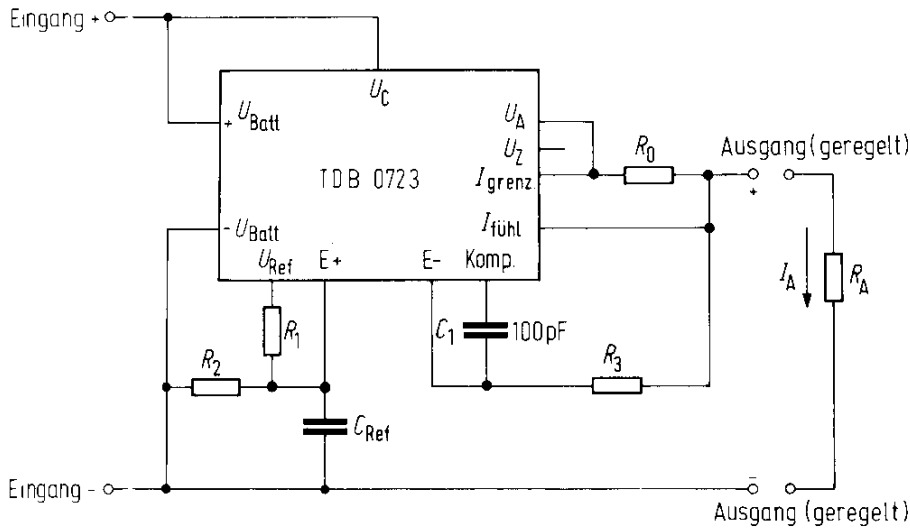 Eingang +
U_C
+ U_Batt
U_A
U_Z
I_grenz.
I_fühl
TDB 0723
- U_Batt
U_Ref
E+
E-
Komp.
R_0
Ausgang (geregelt)
+
I_A
R_A
R_1
R_2
C_1
100pF
R_3
C_Ref
Eingang -
-
Ausgang (geregelt)